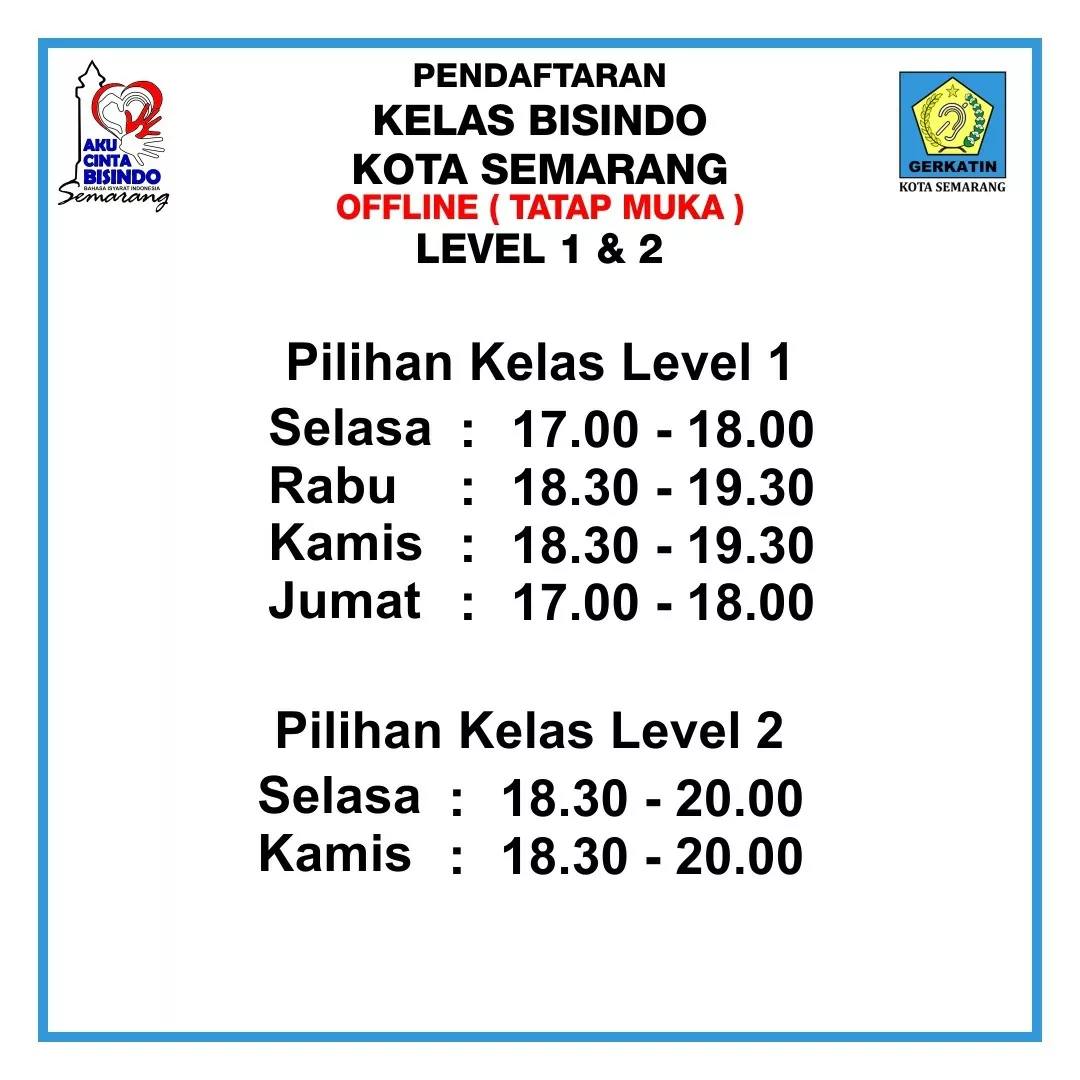 AKU
CINTA
BISINDO
BAHASA ISYARAT INDONESIA
Semarang
PENDAFTARAN
KELAS BISINDO
KOTA SEMARANG
OFFLINE ( TATAP MUKA )
LEVEL 1 & 2
GERKATIN
KOTA SEMARANG
Pilihan Kelas Level 1
Selasa : 17.00 - 18.00
Rabu : 18.30 - 19.30
Kamis : 18.30 - 19.30
Jumat : 17.00 - 18.00
Pilihan Kelas Level 2
Selasa : 18.30 - 20.00
Kamis : 18.30 - 20.00